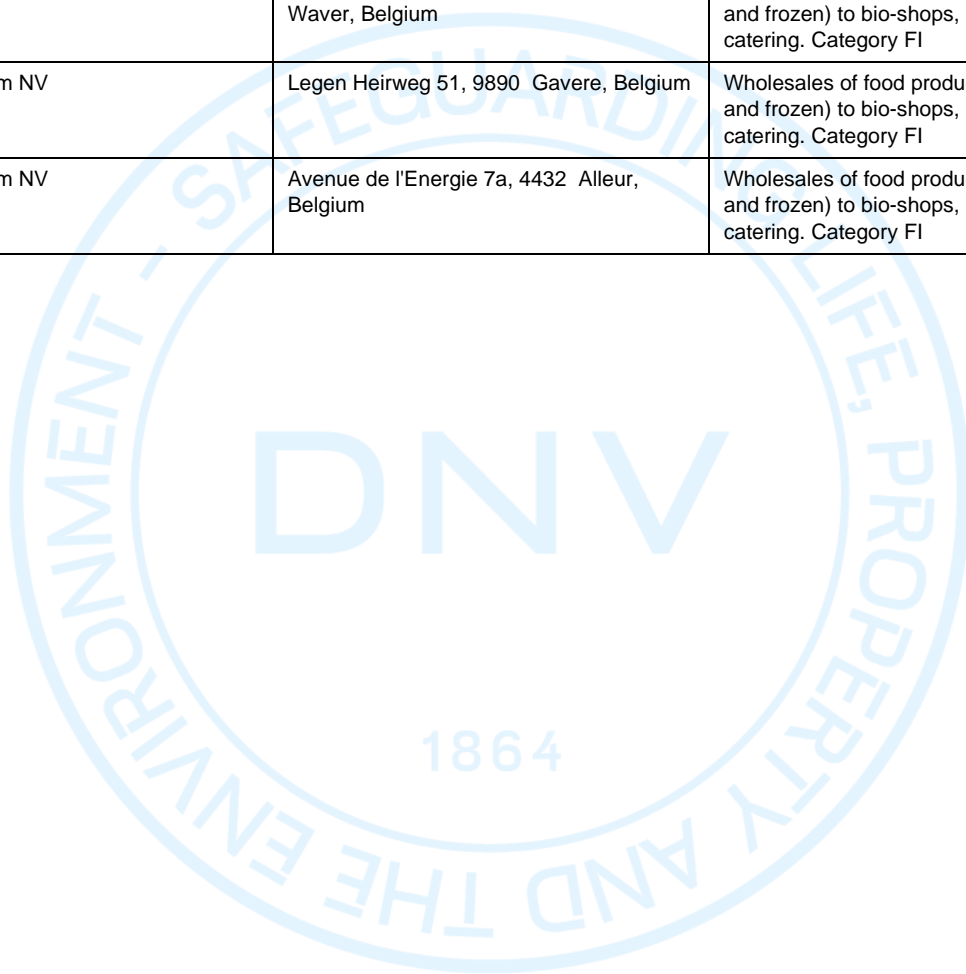 Waver, Belgium
and frozen) to bio-shops,
catering. Category FI
m NV
Legen Heirweg 51, 9890 Gavere, Belgium
Wholesales of food produ
and frozen) to bio-shops,
catering. Category FI
m NV
Avenue de l'Energie 7a, 4432 Alleur,
Belgium
Wholesales of food produ
and frozen) to bio-shops,
catering. Category FI
SAFEGUARDING LIFE, PROPERTY AND THE ENVIRONMENT -
DNV
1864